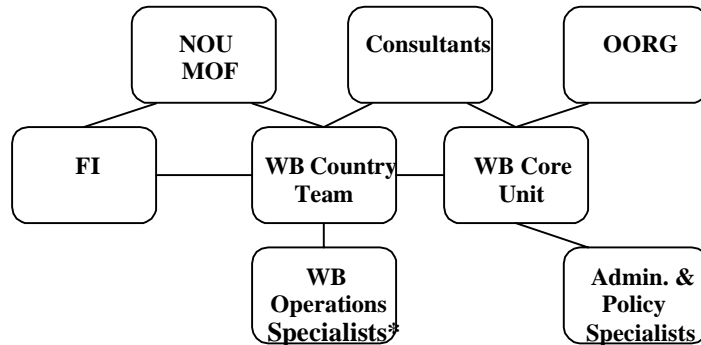 NOU
MOF
Consultants
OORG
FI
WB Country
Team
WB Core
Unit
WB
Operations
Specialists*
Admin. &
Policy
Specialists